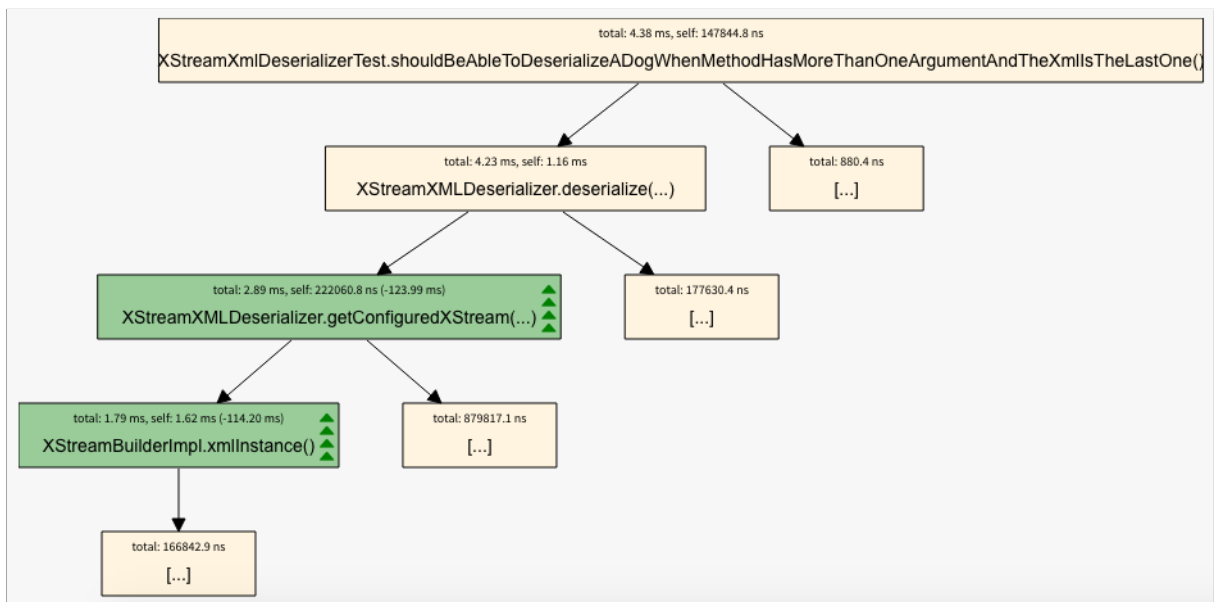 total: 4.38 ms, self: 147844.8 ns
XStreamXmlDeserializerTest.shouldBeAbleToDeserializeADogWhenMethodHasMoreThanOneArgumentAndTheXmlIsTheLastOne()
total: 4.23 ms, self: 1.16 ms
XStreamXMLDeserializer.deserialize(...)
total: 880.4 ns
[...]
total: 2.89 ms, self: 222060.8 ns (-123.99 ms)
XStreamXMLDeserializer.getConfiguredXStream(...)
total: 177630.4 ns
[...]
total: 1.79 ms, self: 1.62 ms (-114.20 ms)
XStreamBuilderImpl.xmlInstance()
total: 879817.1 ns
[...]
total: 166842.9 ns
[...]